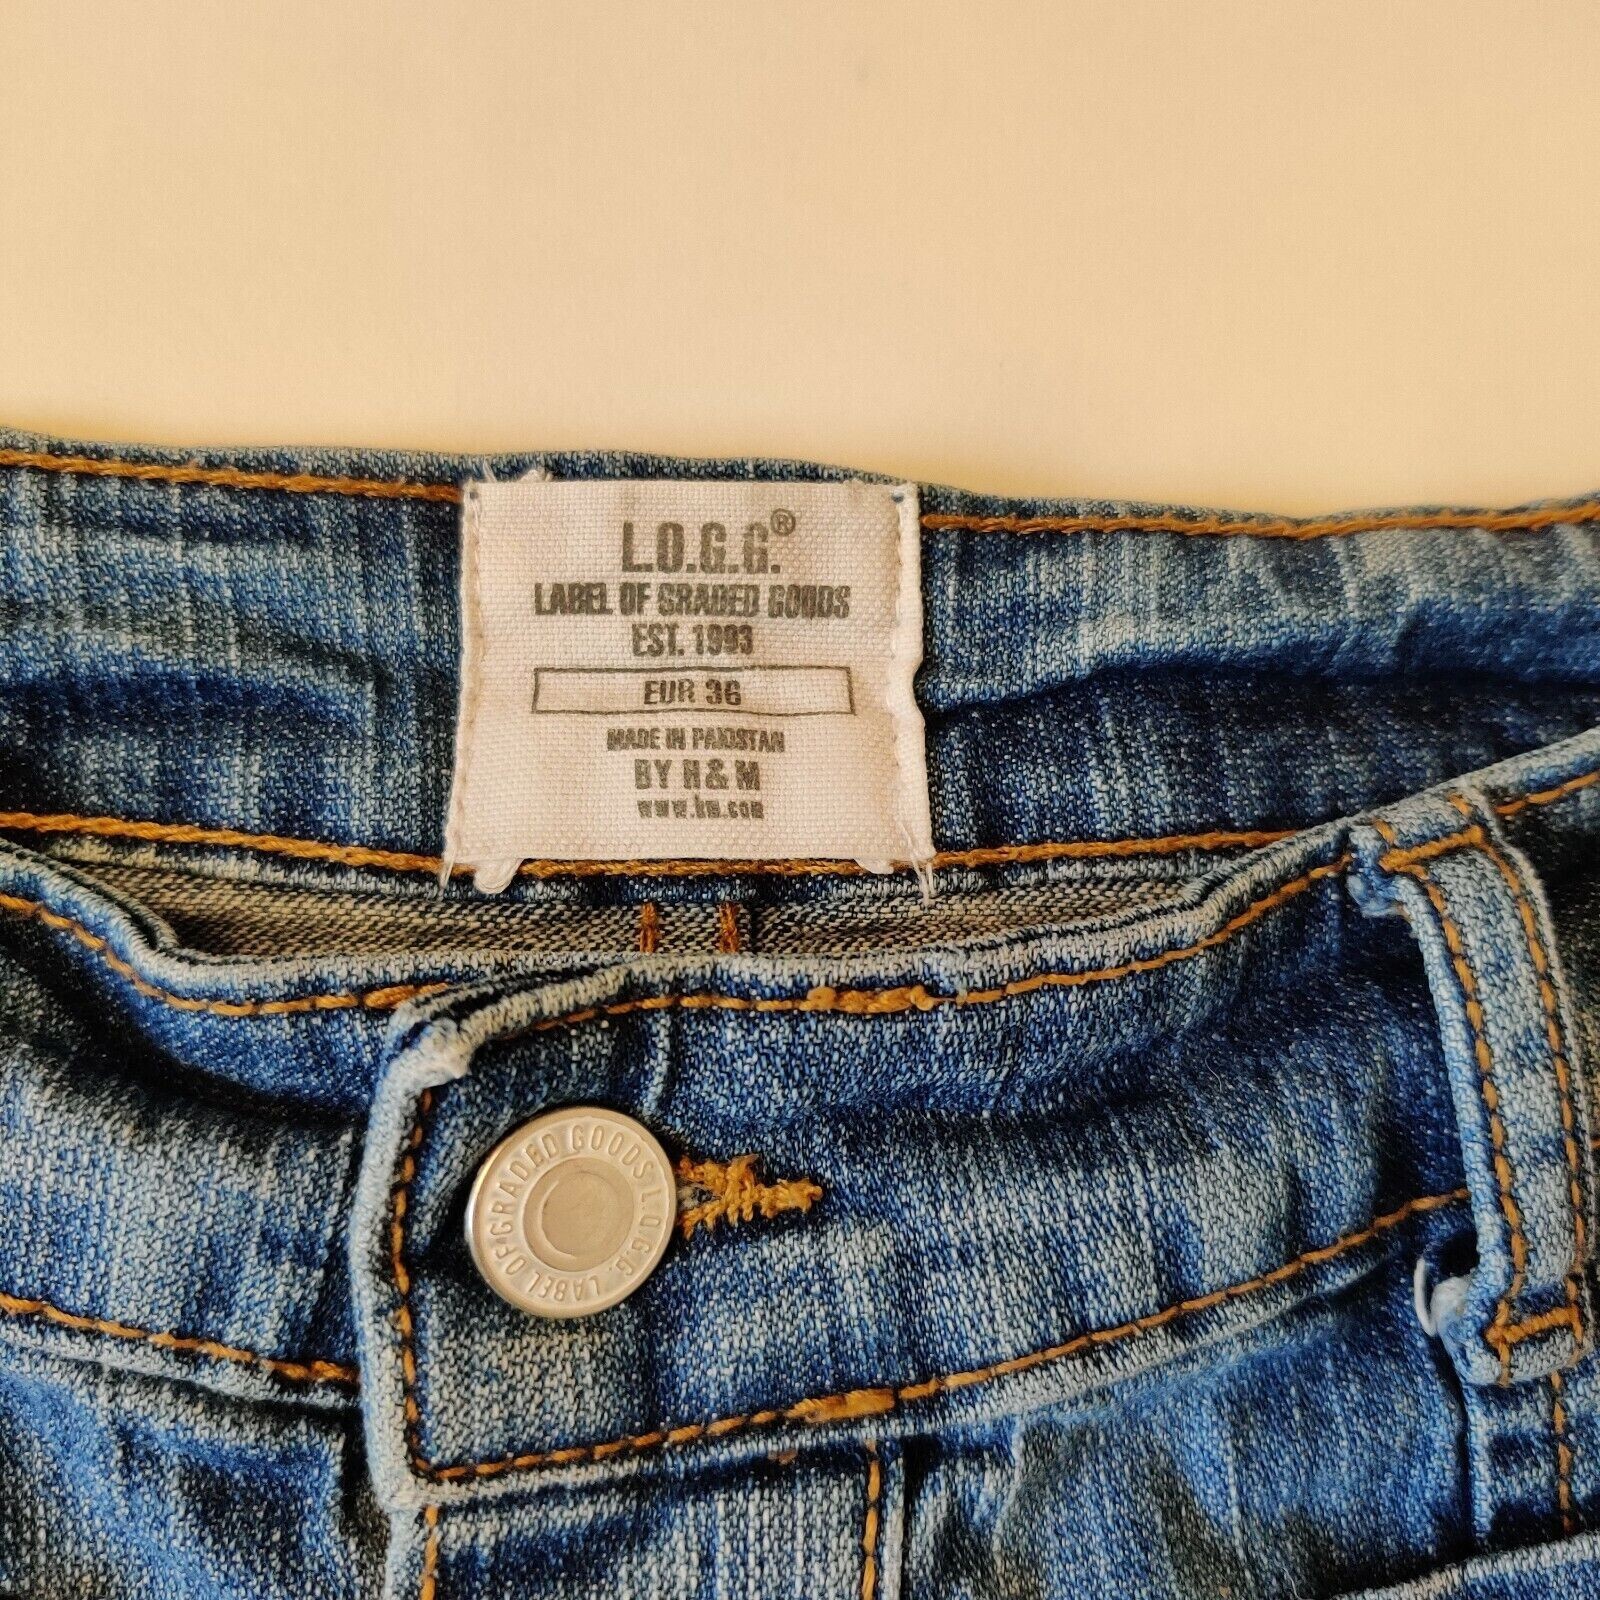 L.O.G.G.®
LABEL OF GRADED GOODS
EST. 1993
EUR 36
MADE IN PAKISTAN
BY H & M
www.hm.com
L.O.G.G. LABEL OF GRADED GOODS